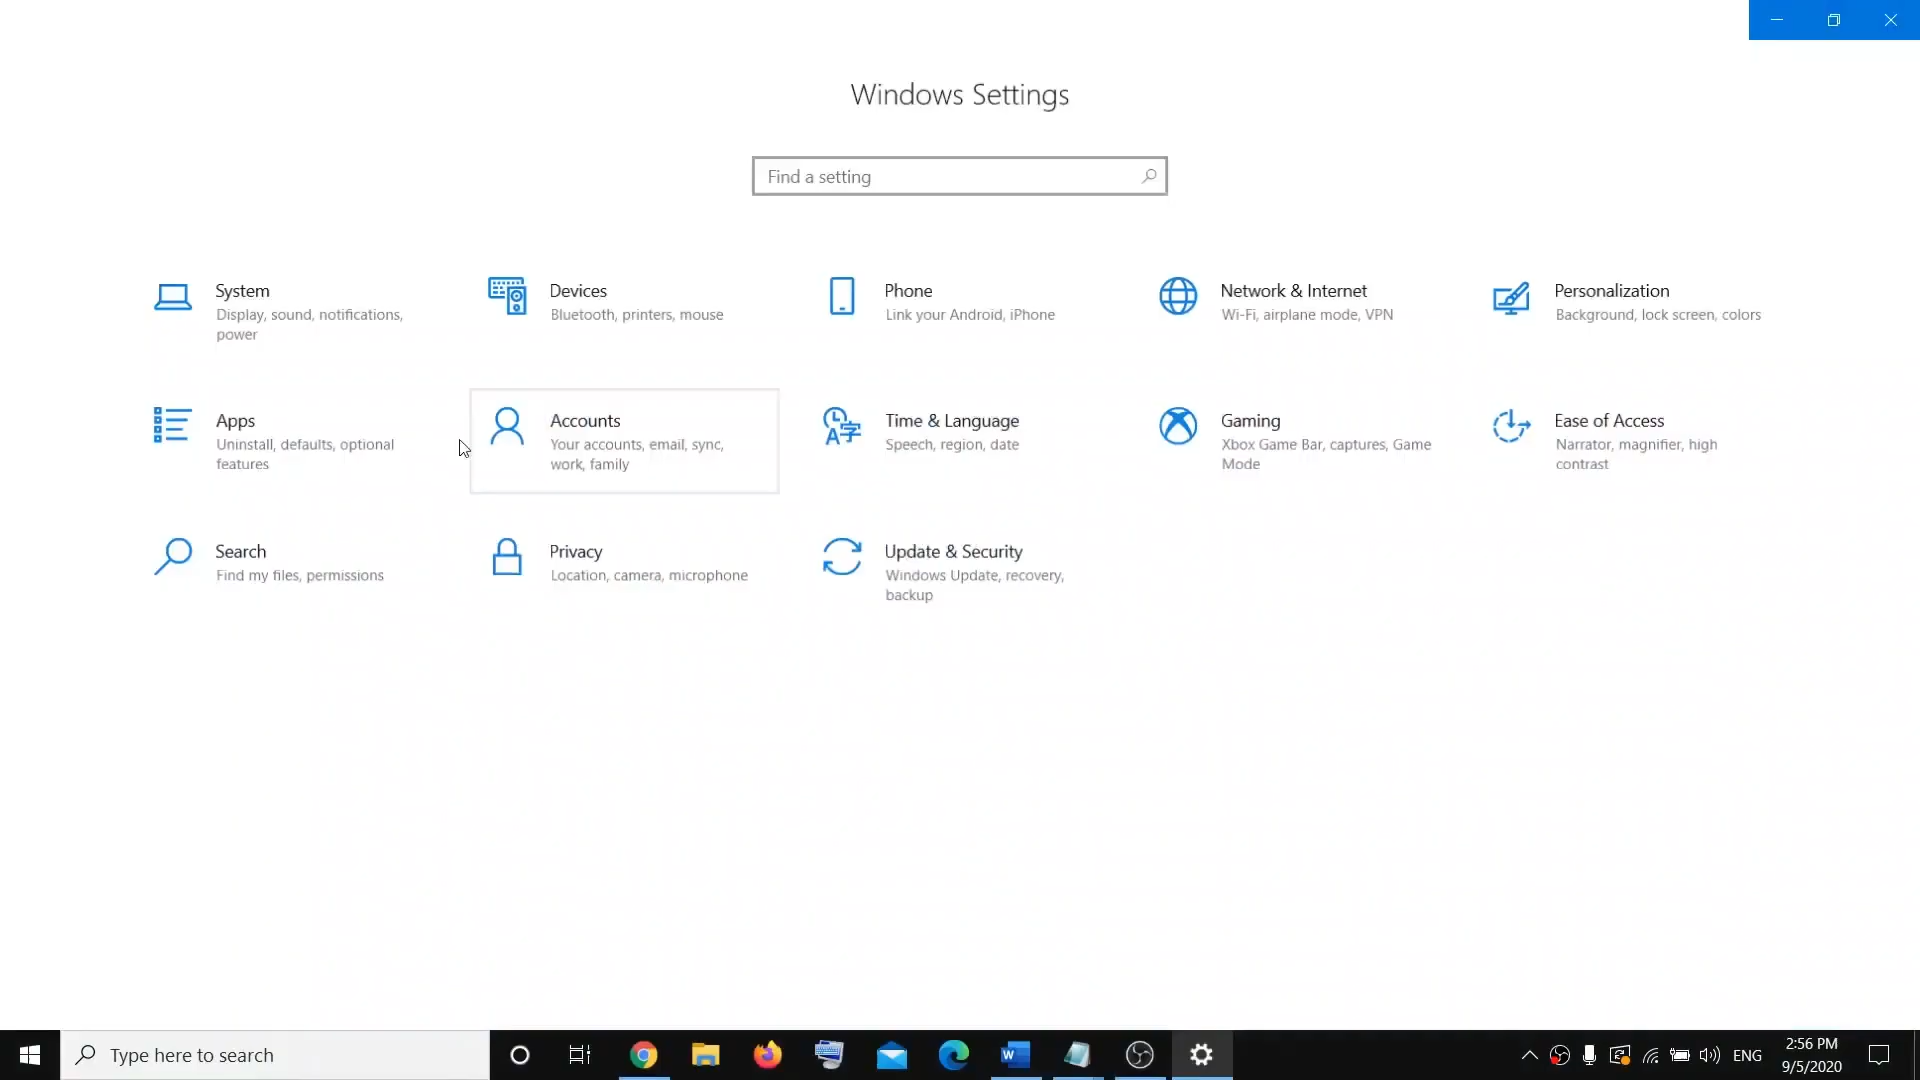 Windows Settings
Find a setting
System
Display, sound, notifications,
power
Devices
Bluetooth, printers, mouse
Phone
Link your Android, iPhone
Network & Internet
Wi-Fi, airplane mode, VPN
Personalization
Background, lock screen, colors
Apps
Uninstall, defaults, optional
features
Accounts
Your accounts, email, sync,
work, family
Time & Language
Speech, region, date
Gaming
Xbox Game Bar, captures, Game
Mode
Ease of Access
Narrator, magnifier, high
contrast
Search
Find my files, permissions
Privacy
Location, camera, microphone
Update & Security
Windows Update, recovery,
backup
Type here to search
ENG
2:56 PM
9/5/2020